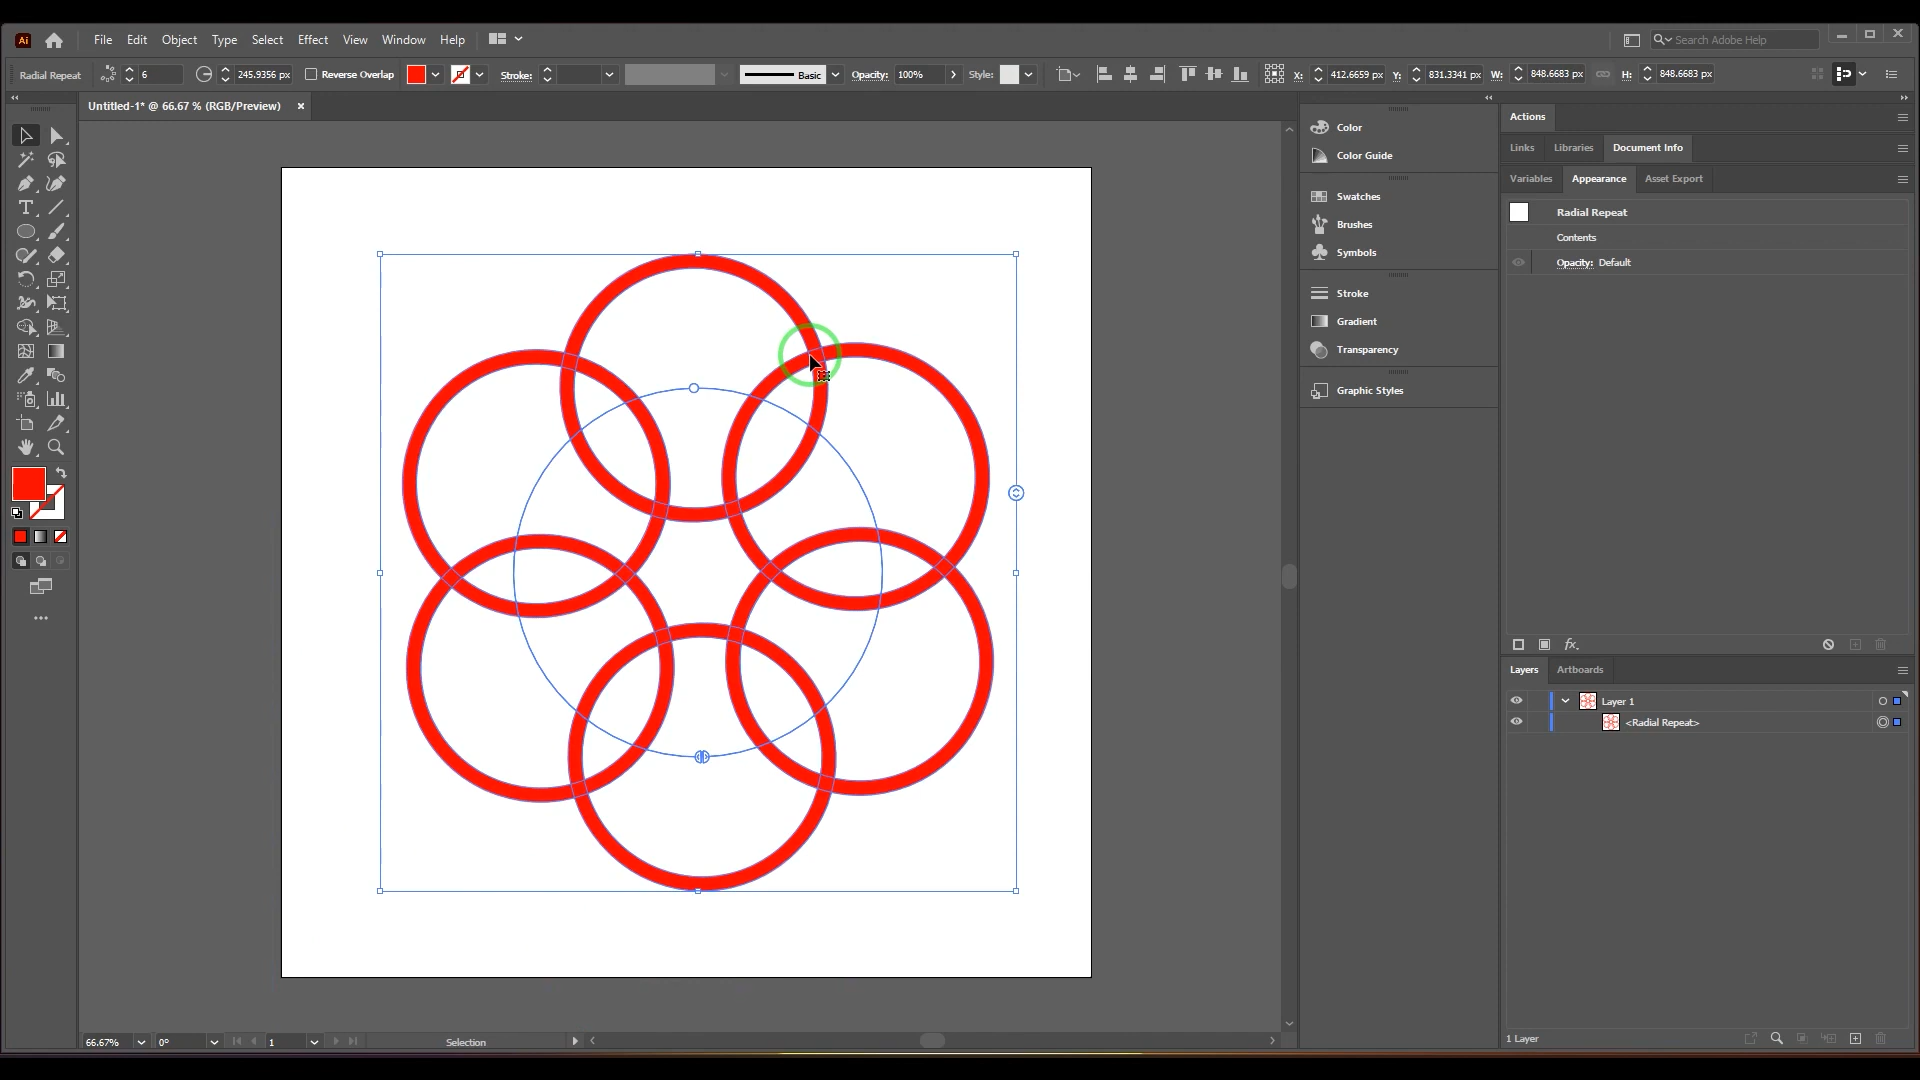 Ai File Edit Object Type Select Effect View Window Help Search Adobe Help
Radial Repeat 6 245.9356 px Reverse Overlap Stroke: Basic Opacity: 100% Style: X: 412.6659 px Y: 831.3341 px W: 848.6683 px H: 848.6683 px
Untitled-1* @ 66.67 % (RGB/Preview) ×
Color
Color Guide
Swatches
Brushes
Symbols
Stroke
Gradient
Transparency
Graphic Styles
Actions
Links Libraries Document Info
Variables Appearance Asset Export
Radial Repeat
Contents
Opacity: Default
fx.
Layers Artboards
Layer 1
<Radial Repeat>
1 Layer
66.67% 0° 1 Selection